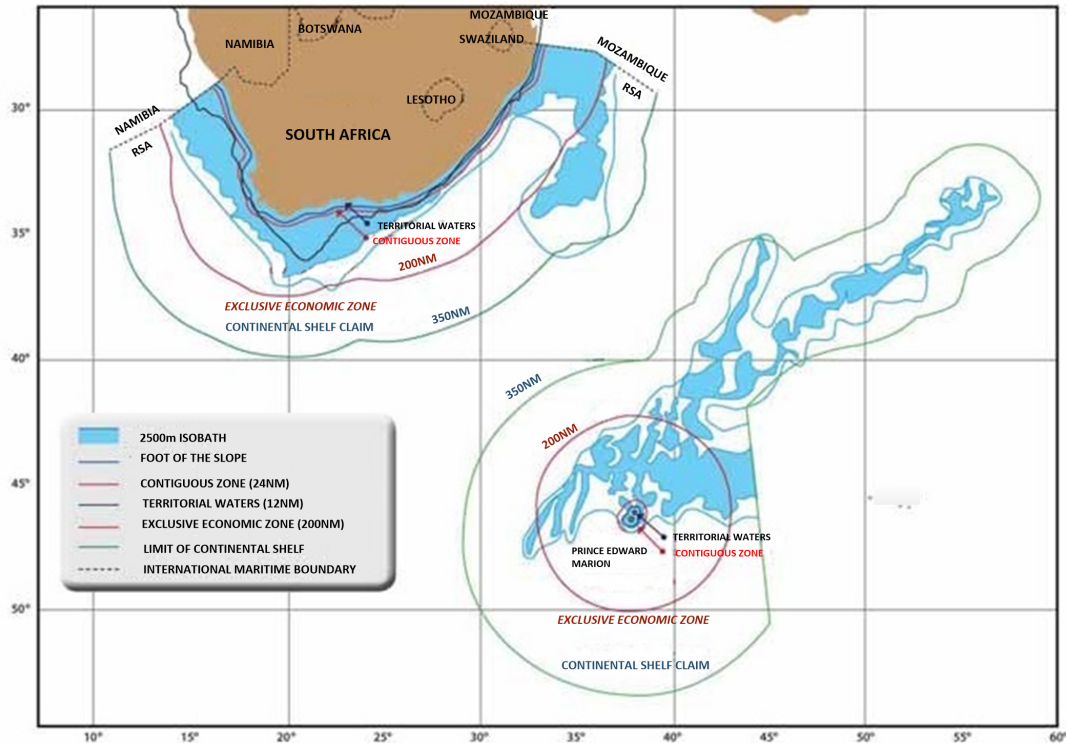 MOZAMBIQUE
BOTSWANA
SWAZILAND
NAMIBIA
MOZAMBIQUE
RSA
LESOTHO
30°
NAMIBIA
RSA
SOUTH AFRICA
35°
TERRITORIAL WATERS
CONTIGUOUS ZONE
200NM
EXCLUSIVE ECONOMIC ZONE
350NM
CONTINENTAL SHELF CLAIM
40°
350NM
200NM
2500m ISOBATH
FOOT OF THE SLOPE
CONTIGUOUS ZONE (24NM)
TERRITORIAL WATERS (12NM)
EXCLUSIVE ECONOMIC ZONE (200NM)
LIMIT OF CONTINENTAL SHELF
INTERNATIONAL MARITIME BOUNDARY
45°
TERRITORIAL WATERS
PRINCE EDWARD
MARION
CONTIGUOUS ZONE
50°
EXCLUSIVE ECONOMIC ZONE
CONTINENTAL SHELF CLAIM
10° 20° 30° 35° 40° 45° 50° 55° 60°